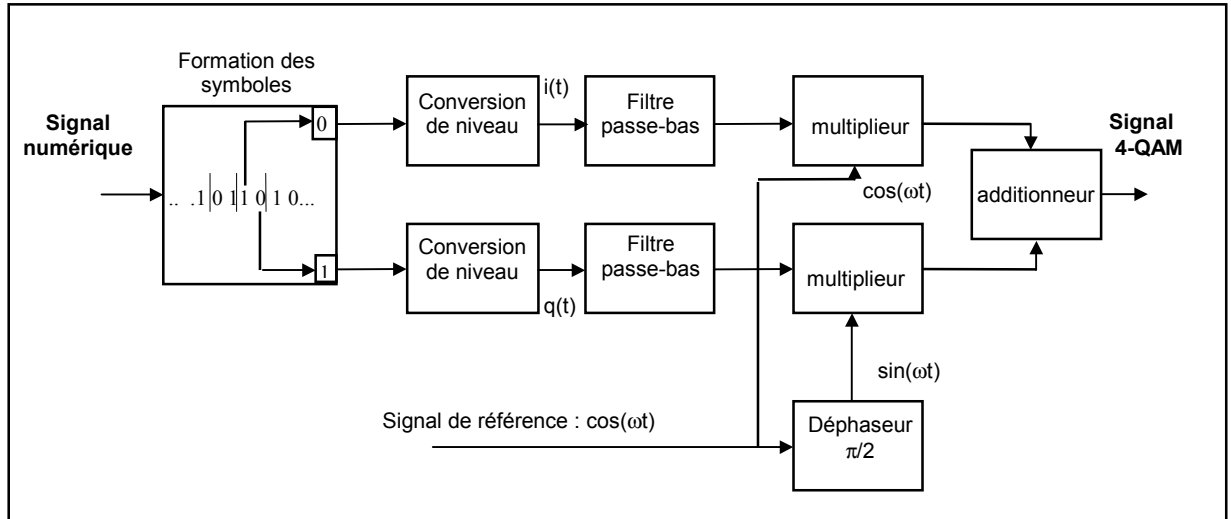 Formation des
symboles
Signal
numérique
0
.. .1|0 1|1 0|1 0...
1
Conversion
de niveau
i(t)
Filtre
passe-bas
multiplieur
cos(ωt)
Signal
4-QAM
additionneur
Conversion
de niveau
q(t)
Filtre
passe-bas
multiplieur
sin(ωt)
Signal de référence : cos(ωt)
Déphaseur
π/2